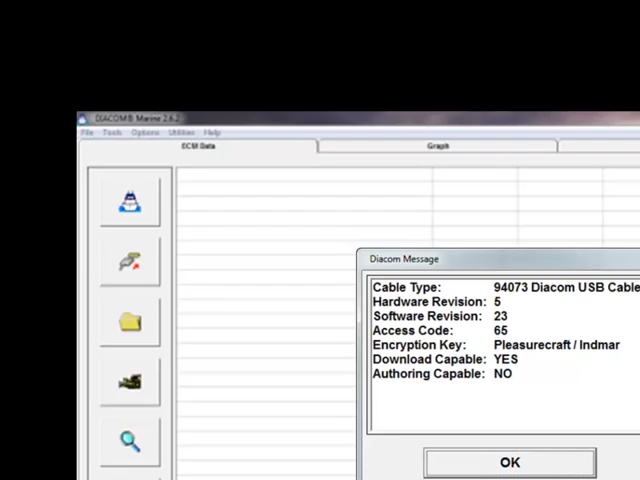 DIACOM® Marine 2.6.2
File Tools Options Utilities Help
ECM Data Graph
Diacom Message
Cable Type: 94073 Diacom USB Cable
Hardware Revision: 5
Software Revision: 23
Access Code: 65
Encryption Key: Pleasurecraft / Indmar
Download Capable: YES
Authoring Capable: NO
OK